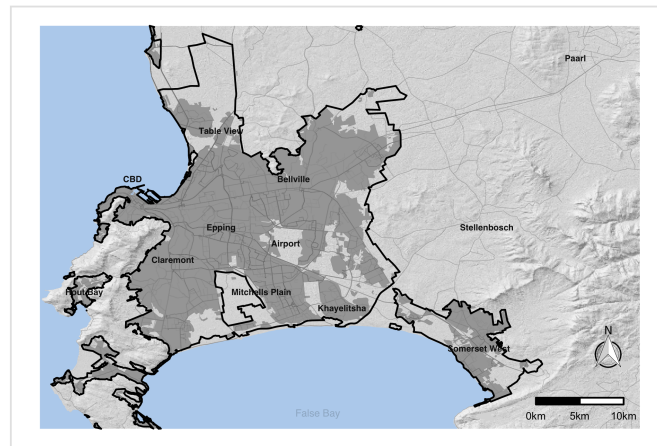 Paarl
Table View
CBD
Bellville
Epping
Stellenbosch
Airport
Claremont
Hout Bay
Mitchells Plain
Khayelitsha
Somerset West
N
False Bay
0km 5km 10km